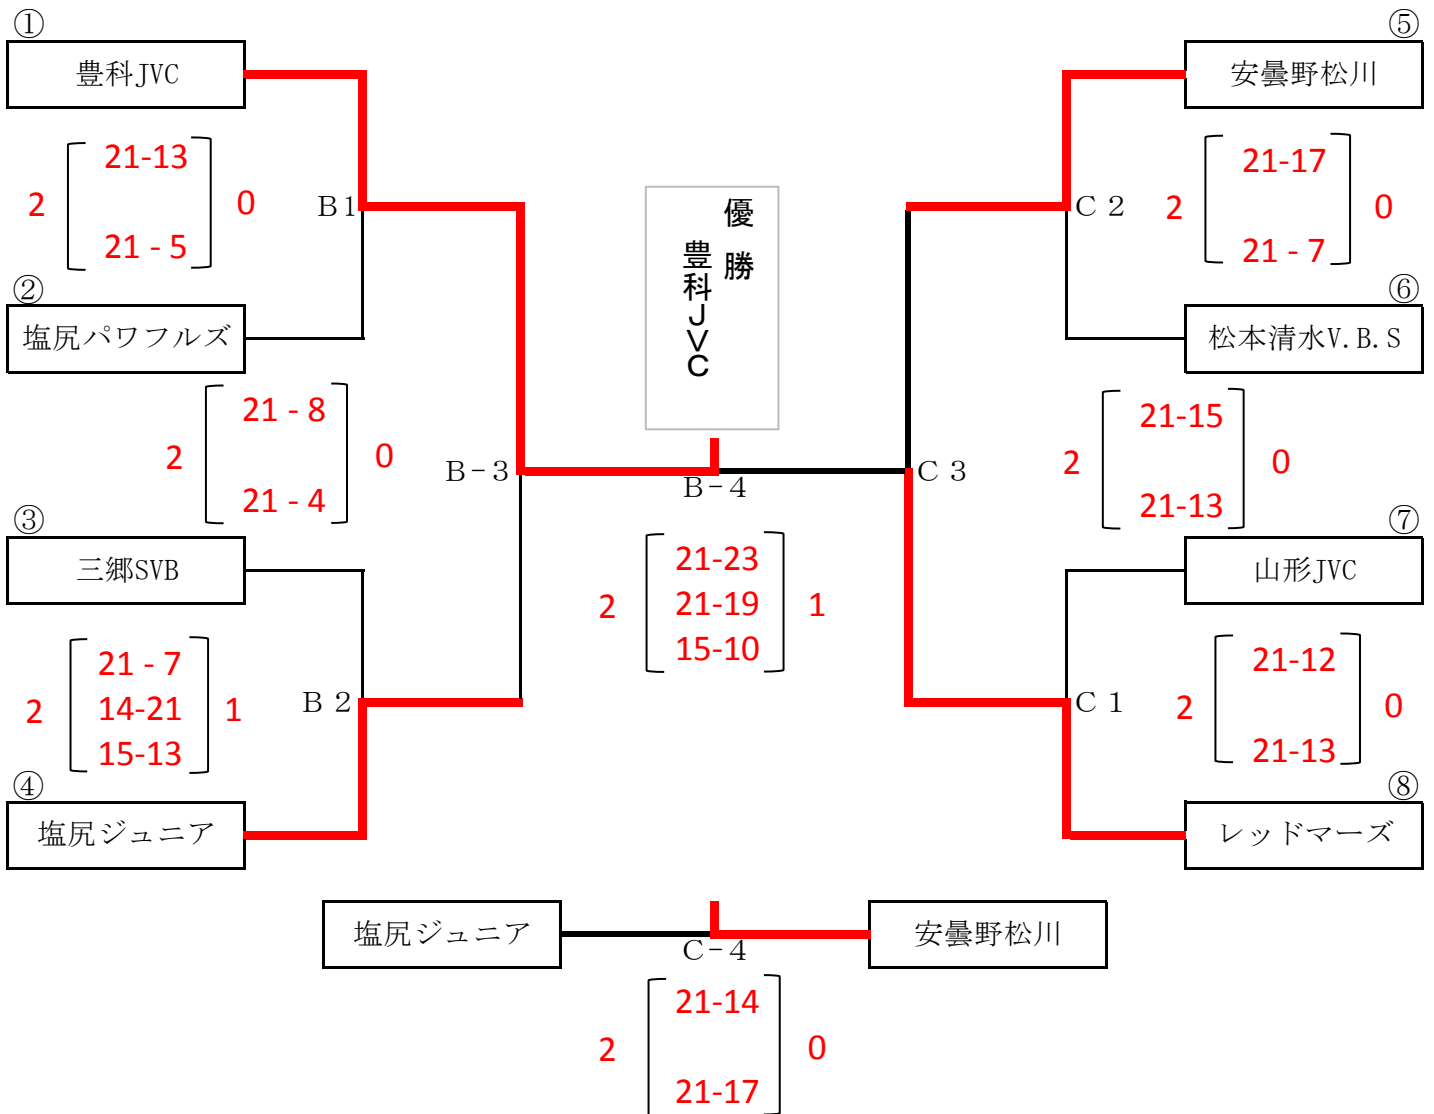 ①
豊科JVC
2
21-13
21 - 5
0
B1
②
塩尻パワフルズ
2
21 - 8
21 - 4
0
B-3
③
三郷SVB
2
21 - 7
14-21
15-13
1
B 2
④
塩尻ジュニア
優勝
豊科JVC
B-4
2
21-23
21-19
15-10
1
⑤
安曇野松川
C 2
2
21-17
21 - 7
0
⑥
松本清水V.B.S
C 3
2
21-15
21-13
0
⑦
山形JVC
C 1
2
21-12
21-13
0
⑧
レッドマーズ
塩尻ジュニア
C-4
安曇野松川
2
21-14
21-17
0